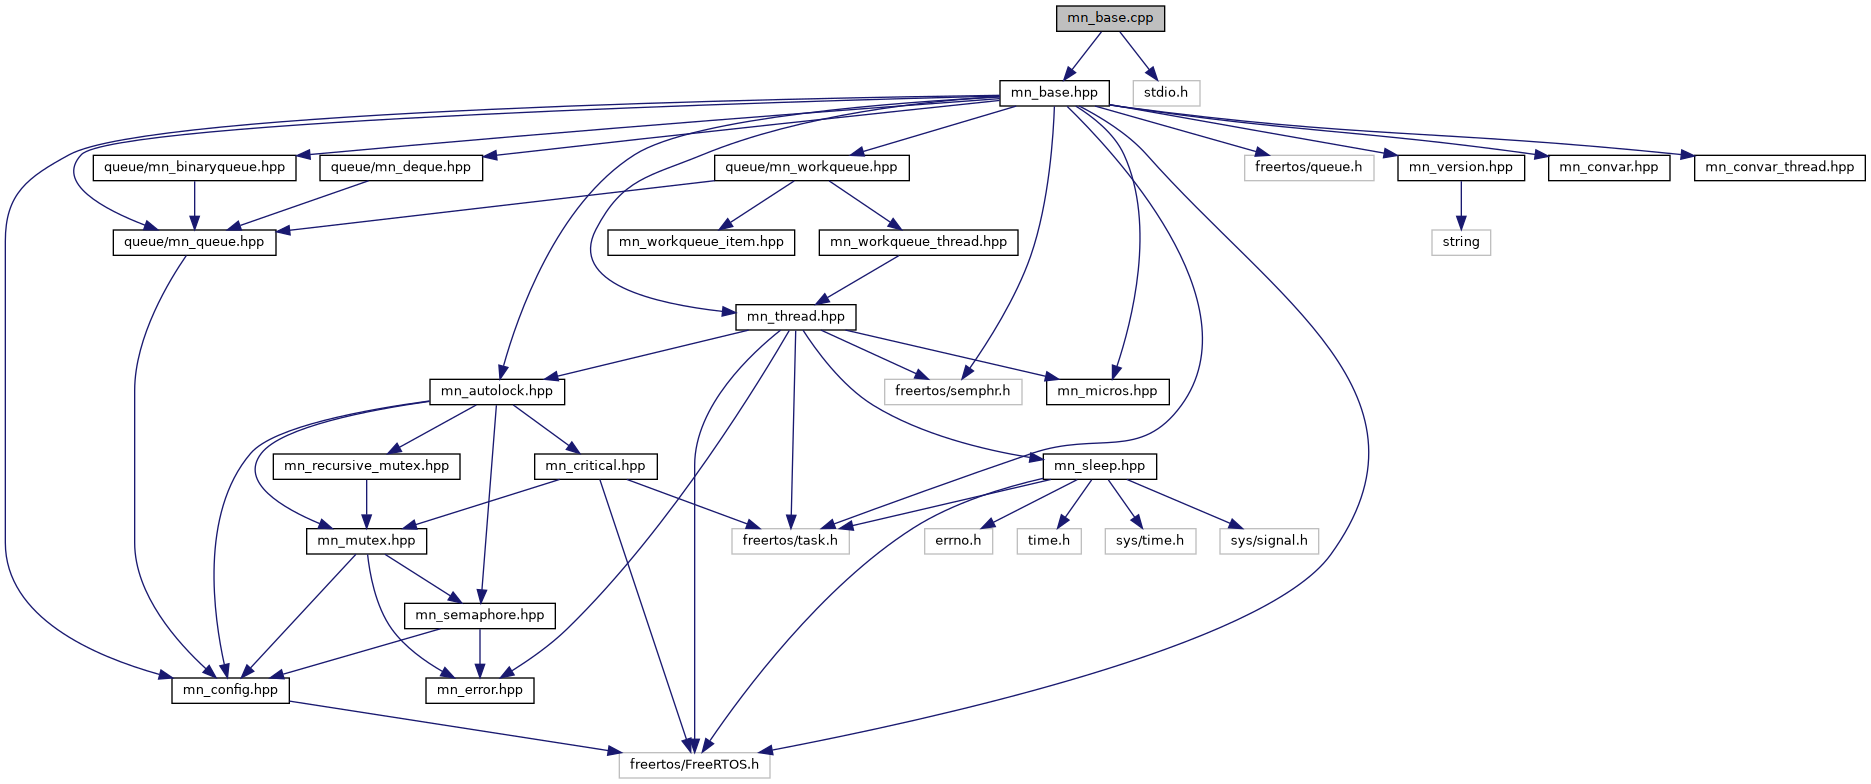 mn_base.cpp
mn_base.hpp
stdio.h
queue/mn_binaryqueue.hpp
queue/mn_deque.hpp
queue/mn_workqueue.hpp
freertos/queue.h
mn_version.hpp
mn_convar.hpp
mn_convar_thread.hpp
queue/mn_queue.hpp
mn_workqueue_item.hpp
mn_workqueue_thread.hpp
string
mn_thread.hpp
mn_autolock.hpp
freertos/semphr.h
mn_micros.hpp
mn_recursive_mutex.hpp
mn_critical.hpp
mn_sleep.hpp
mn_mutex.hpp
freertos/task.h
errno.h
time.h
sys/time.h
sys/signal.h
mn_semaphore.hpp
mn_config.hpp
mn_error.hpp
freertos/FreeRTOS.h